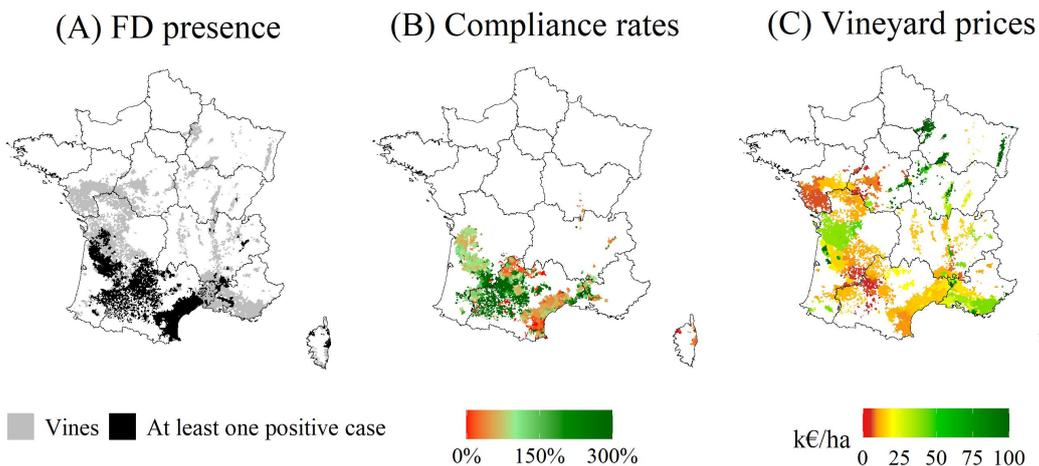 (A) FD presence
(B) Compliance rates
(C) Vineyard prices
Vines
At least one positive case
0% 150% 300%
k€/ha
0 25 50 75 100